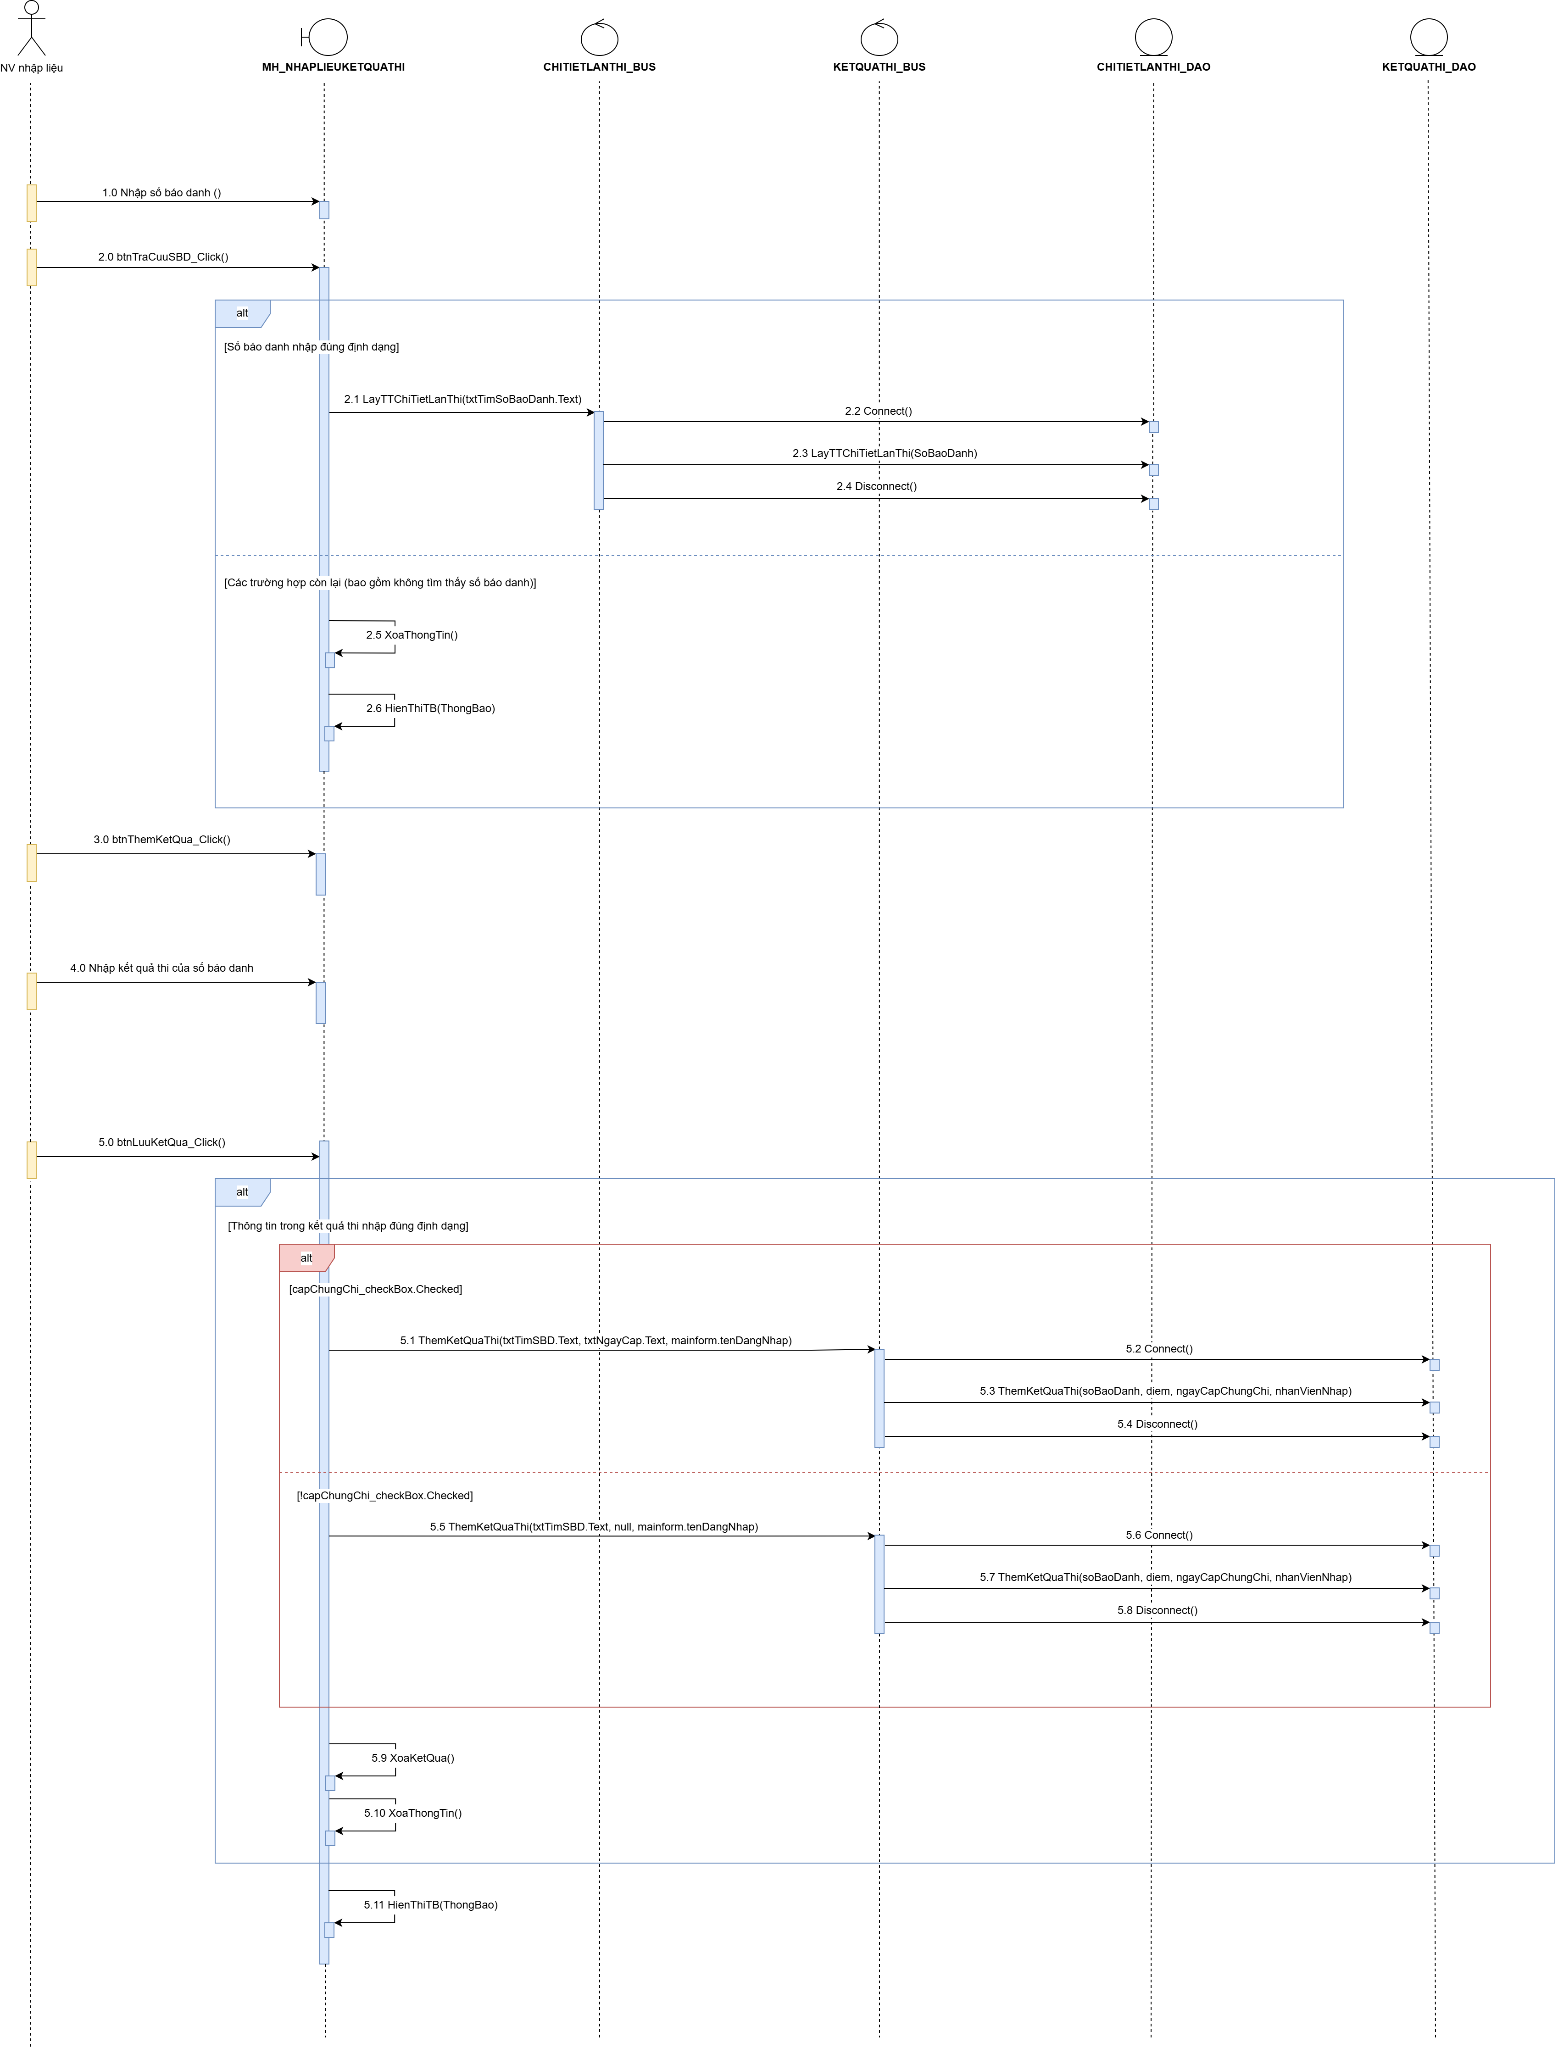 NV nhập liệu
MH_NHAPLIEUKETQUATHI
CHITIETLANTHI_BUS
KETQUATHI_BUS
CHITIETLANTHI_DAO
KETQUATHI_DAO
1.0 Nhập số báo danh ()
2.0 btnTraCuuSBD_Click()
alt
[Số báo danh nhập đúng định dạng]
2.1 LayTTChiTietLanThi(txtTimSoBaoDanh.Text)
2.2 Connect()
2.3 LayTTChiTietLanThi(SoBaoDanh)
2.4 Disconnect()
[Các trường hợp còn lại (bao gồm không tìm thấy số báo danh)]
2.5 XoaThongTin()
2.6 HienThiTB(ThongBao)
3.0 btnThemKetQua_Click()
4.0 Nhập kết quả thi của số báo danh
5.0 btnLuuKetQua_Click()
alt
[Thông tin trong kết quả thi nhập đúng định dạng]
alt
[capChungChi_checkBox.Checked]
5.1 ThemKetQuaThi(txtTimSBD.Text, txtNgayCap.Text, mainform.tenDangNhap)
5.2 Connect()
5.3 ThemKetQuaThi(soBaoDanh, diem, ngayCapChungChi, nhanVienNhap)
5.4 Disconnect()
[!capChungChi_checkBox.Checked]
5.5 ThemKetQuaThi(txtTimSBD.Text, null, mainform.tenDangNhap)
5.6 Connect()
5.7 ThemKetQuaThi(soBaoDanh, diem, ngayCapChungChi, nhanVienNhap)
5.8 Disconnect()
5.9 XoaKetQua()
5.10 XoaThongTin()
5.11 HienThiTB(ThongBao)